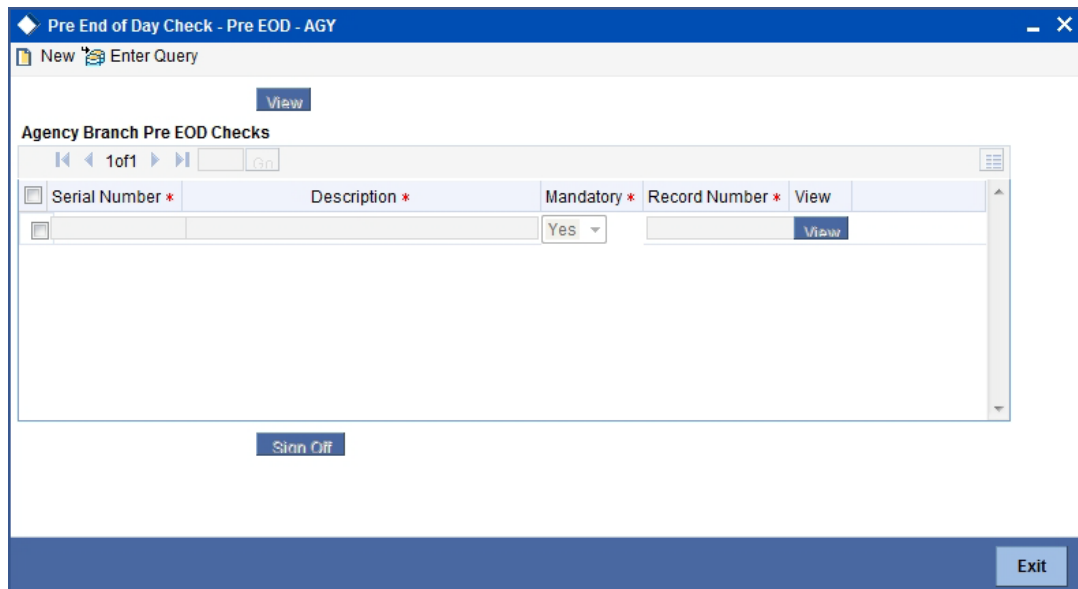 Pre End of Day Check - Pre EOD - AGY
New Enter Query
View
Agency Branch Pre EOD Checks
1of1 Go
Serial Number * Description * Mandatory * Record Number * View
Yes View
Sign Off
Exit